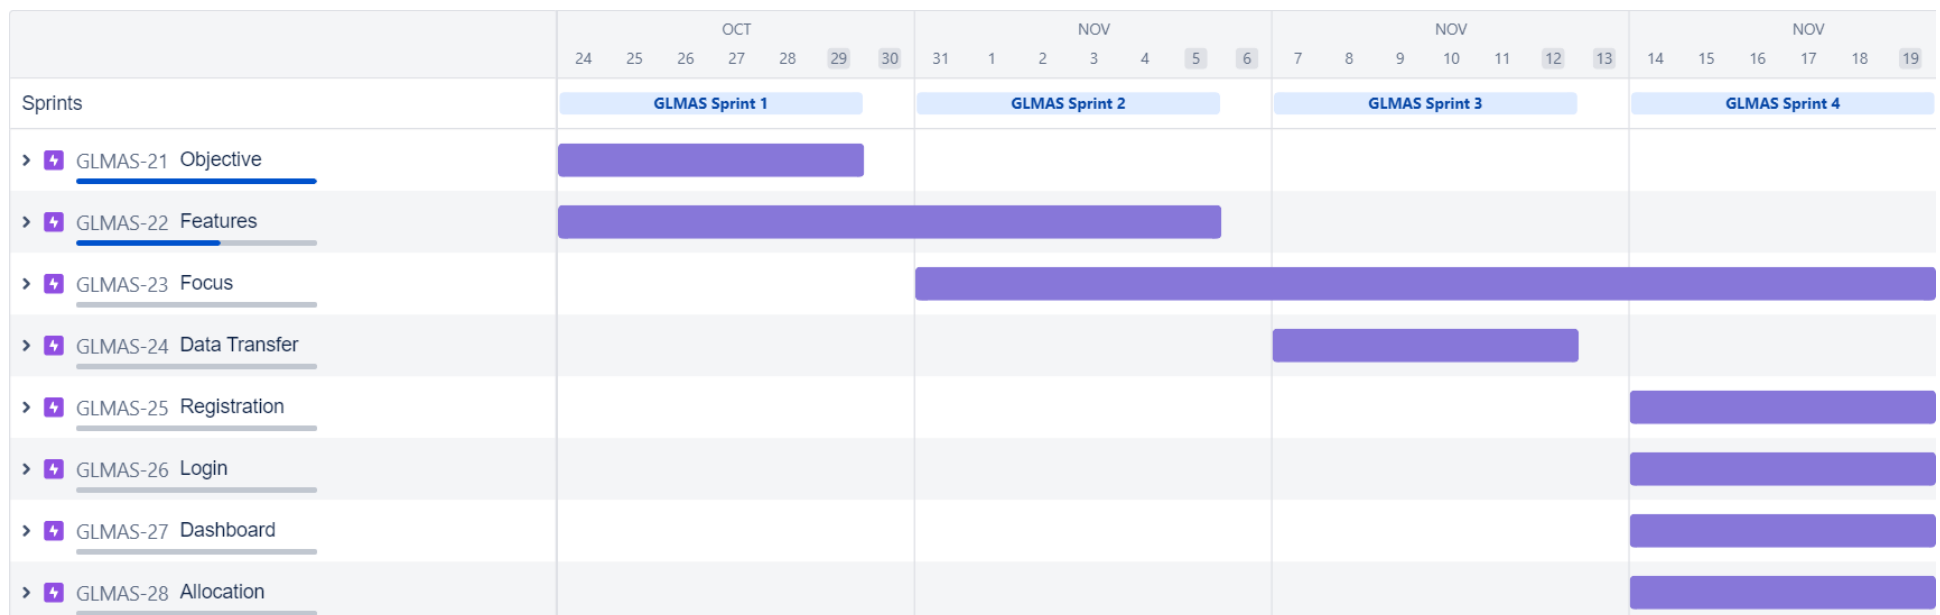 OCT NOV NOV NOV
24 25 26 27 28 29 30 31 1 2 3 4 5 6 7 8 9 10 11 12 13 14 15 16 17 18 19
Sprints GLMAS Sprint 1 GLMAS Sprint 2 GLMAS Sprint 3 GLMAS Sprint 4
GLMAS-21 Objective
GLMAS-22 Features
GLMAS-23 Focus
GLMAS-24 Data Transfer
GLMAS-25 Registration
GLMAS-26 Login
GLMAS-27 Dashboard
GLMAS-28 Allocation